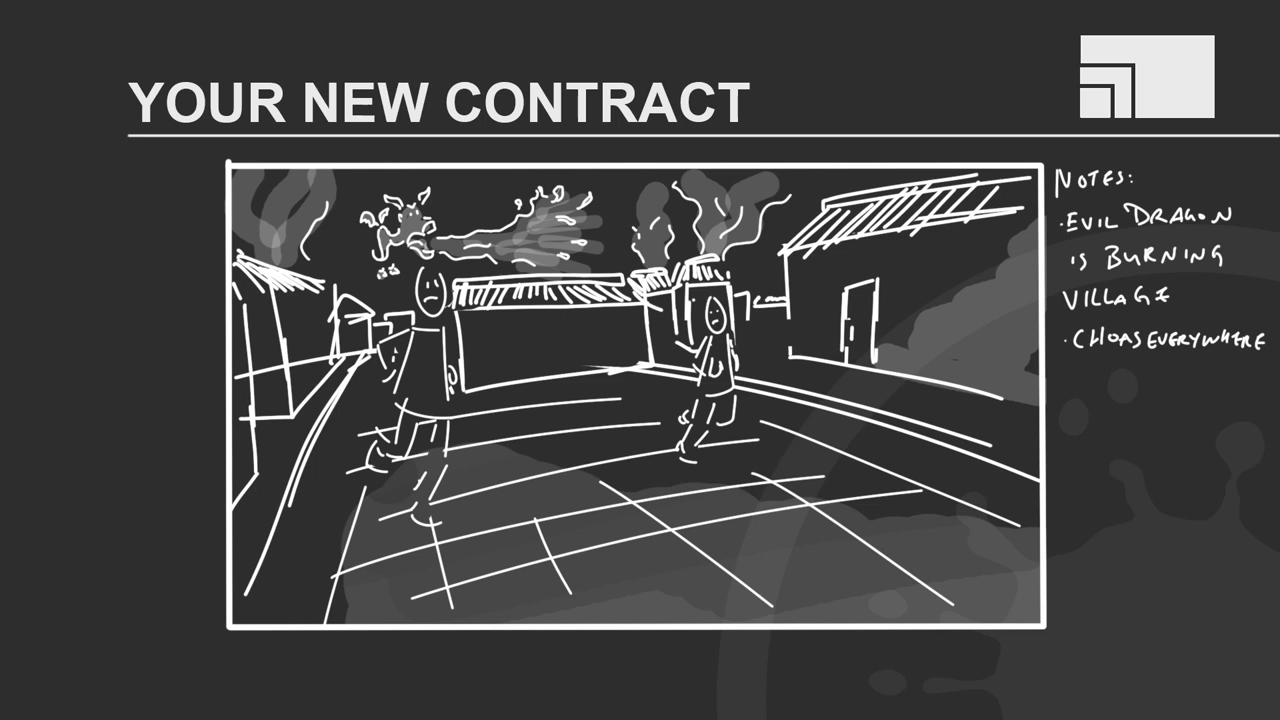 YOUR NEW CONTRACT
NOTES:
·EVIL DRAGON
IS BURNING
VILLAGE
·CHOAS EVERYWHERE